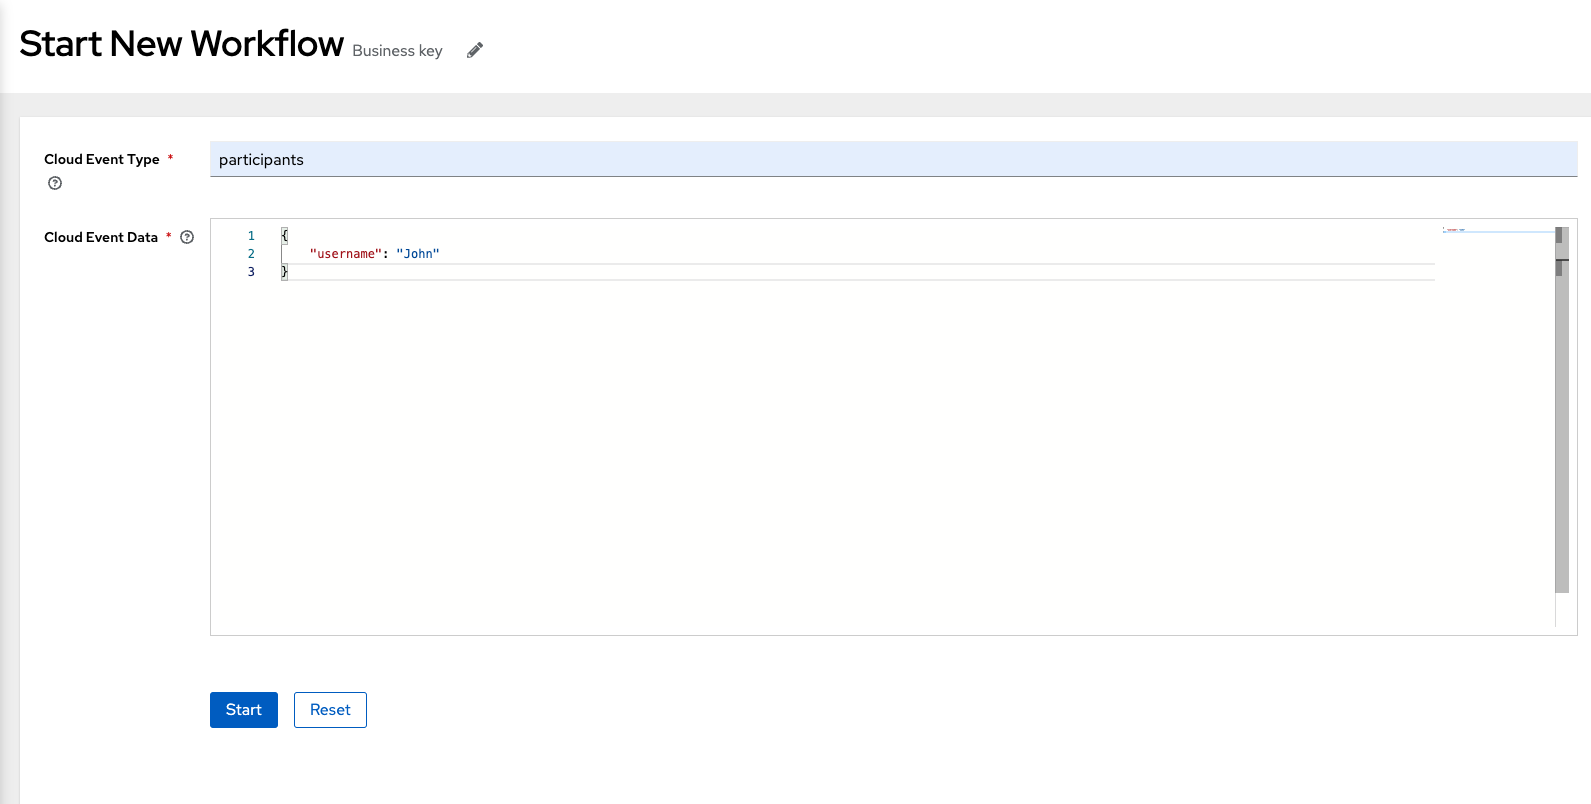 Start New Workflow Business key
Cloud Event Type *
participants
Cloud Event Data *
1 {
2 "username": "John"
3 }
Start Reset